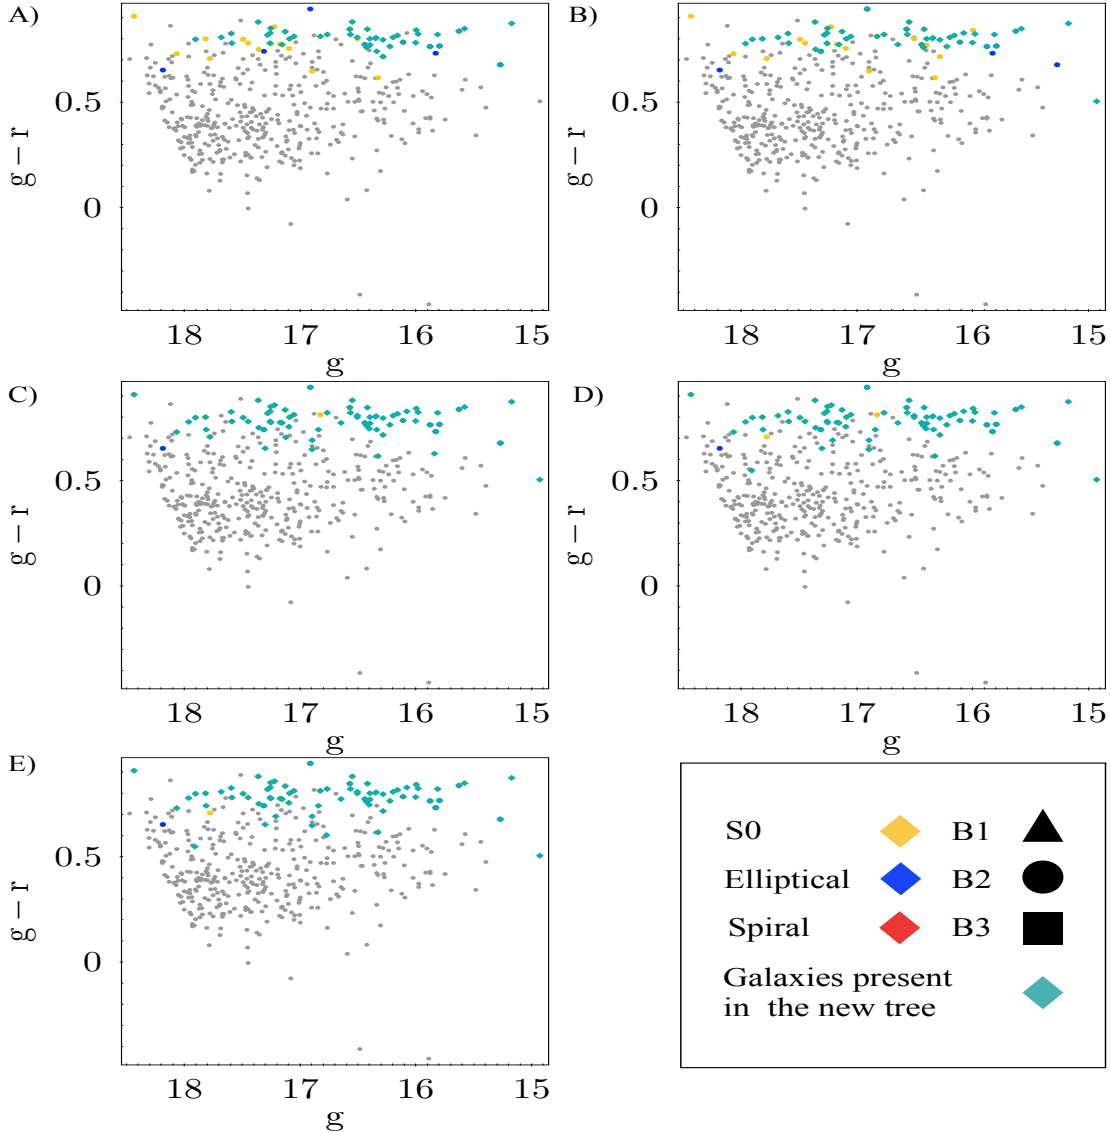 A)
0.5
0
g – r
18 17 16 15
g
B)
0.5
0
g – r
18 17 16 15
g
C)
0.5
0
g – r
18 17 16 15
g
D)
0.5
0
g – r
18 17 16 15
g
E)
0.5
0
g – r
18 17 16 15
g
S0 B1
Elliptical B2
Spiral B3
Galaxies present
in the new tree